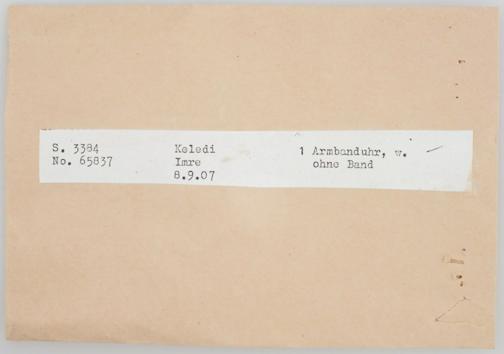 S. 3384 Keledi 1 Armbanduhr, w.
No. 65837 Imre ohne Band
8.9.07